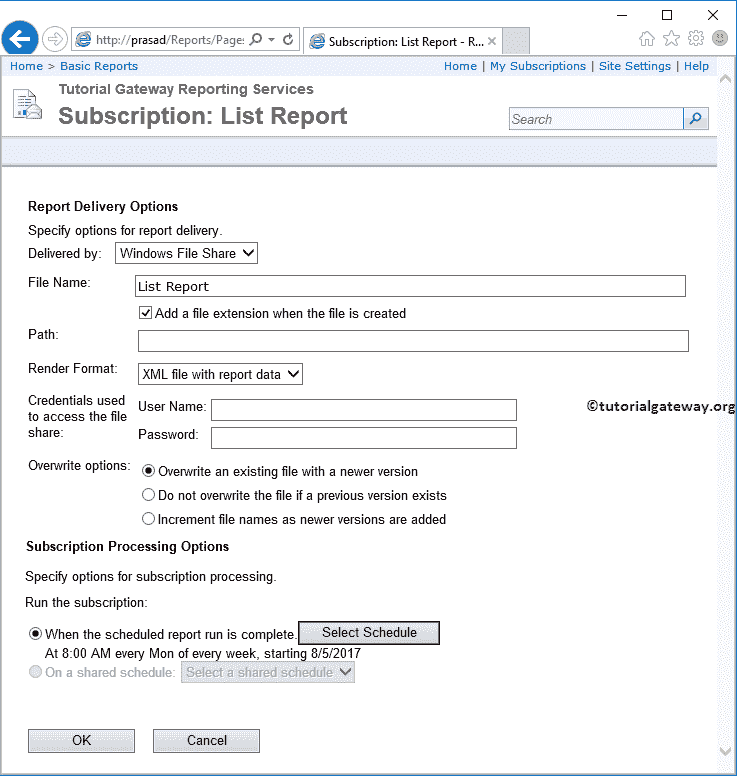 http://prasad/Reports/Page:
Subscription: List Report - R...
Home > Basic Reports
Home | My Subscriptions | Site Settings | Help
Tutorial Gateway Reporting Services
Subscription: List Report
Search
Report Delivery Options
Specify options for report delivery.
Delivered by: Windows File Share
File Name: List Report
Add a file extension when the file is created
Path:
Render Format: XML file with report data
Credentials used
to access the file
share:
User Name:
Password:
©tutorialgateway.org
Overwrite options: Overwrite an existing file with a newer version
Do not overwrite the file if a previous version exists
Increment file names as newer versions are added
Subscription Processing Options
Specify options for subscription processing.
Run the subscription:
When the scheduled report run is complete. Select Schedule
At 8:00 AM every Mon of every week, starting 8/5/2017
On a shared schedule: Select a shared schedule
OK Cancel